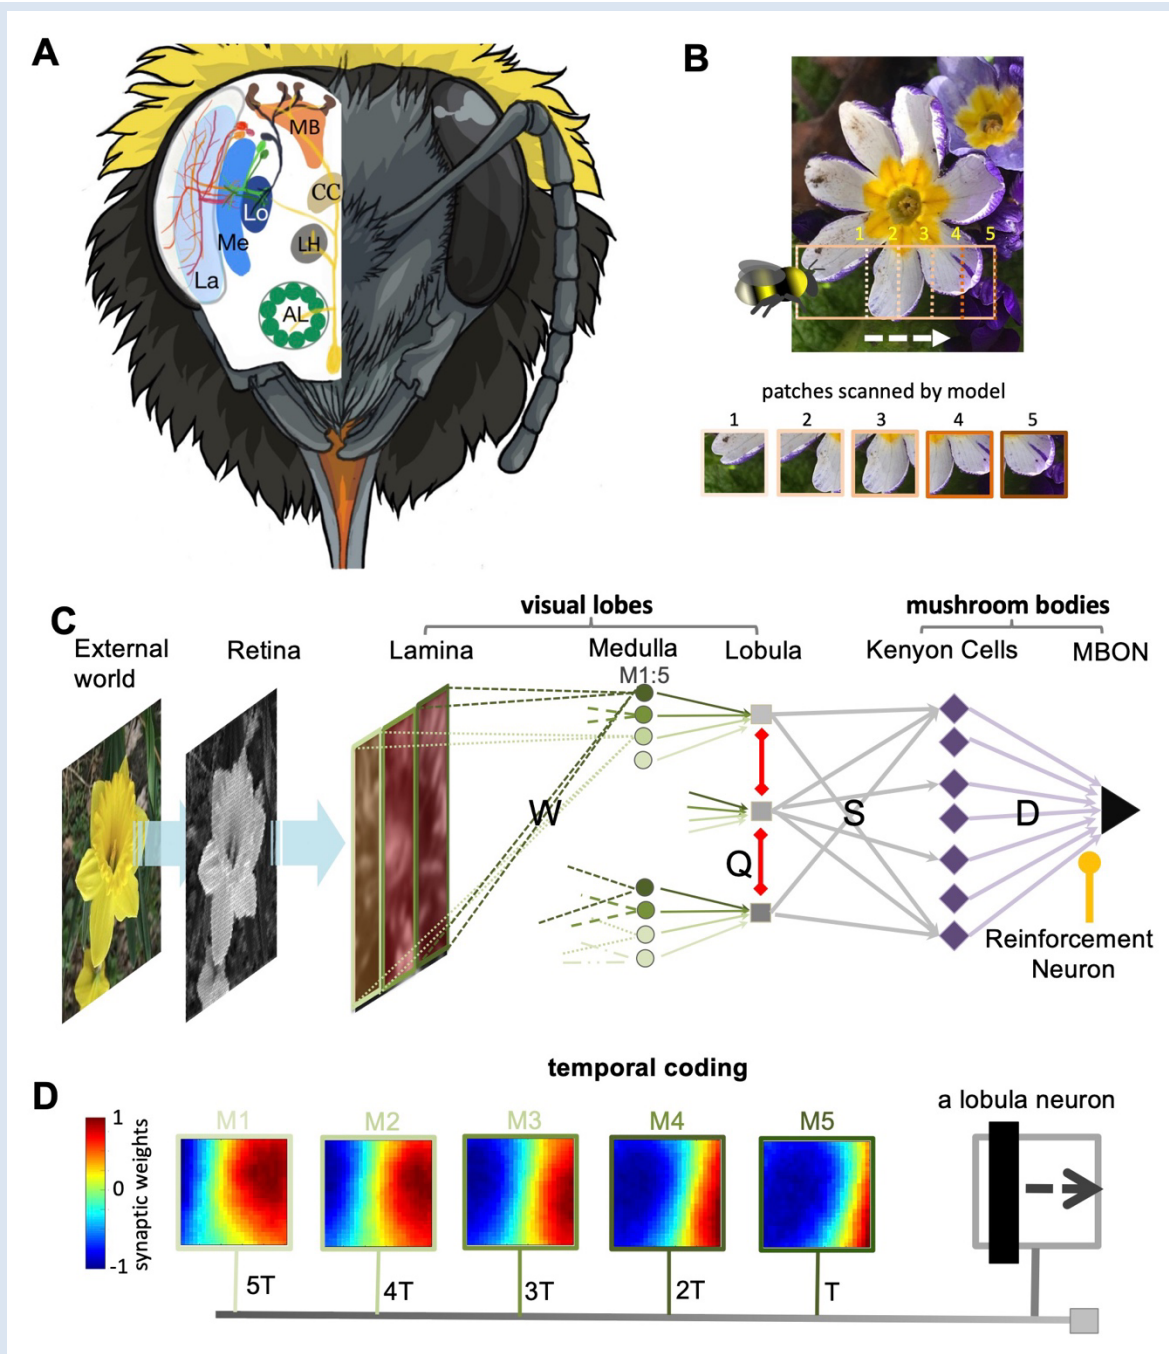 A
MB
CC
Lo
Me
LH
La
AL
B
1 2 3 4 5
patches scanned by model
1 2 3 4 5
C
visual lobes
mushroom bodies
External
world
Retina
Lamina
Medulla
M1:5
Lobula
Kenyon Cells
MBON
W
Q
S
D
Reinforcement
Neuron
temporal coding
D
1
0
-1
synaptic weights
M1
M2
M3
M4
M5
a lobula neuron
5T
4T
3T
2T
T